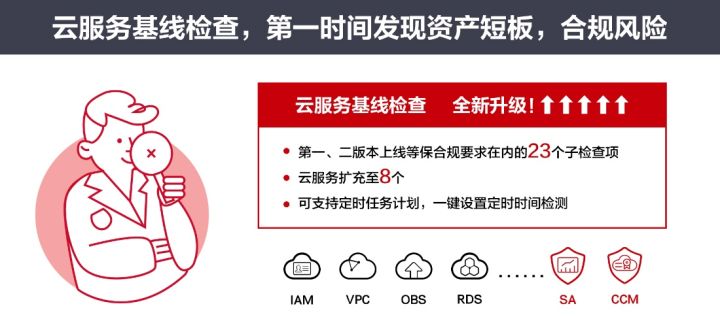 云服务基线检查，第一时间发现资产短板，合规风险
云服务基线检查 全新升级！
第一、二版本上线等保合规要求在内的23个子检查项
云服务扩充至8个
可支持定时任务计划，一键设置定时时间检测
IAM VPC OBS RDS ...... SA CCM